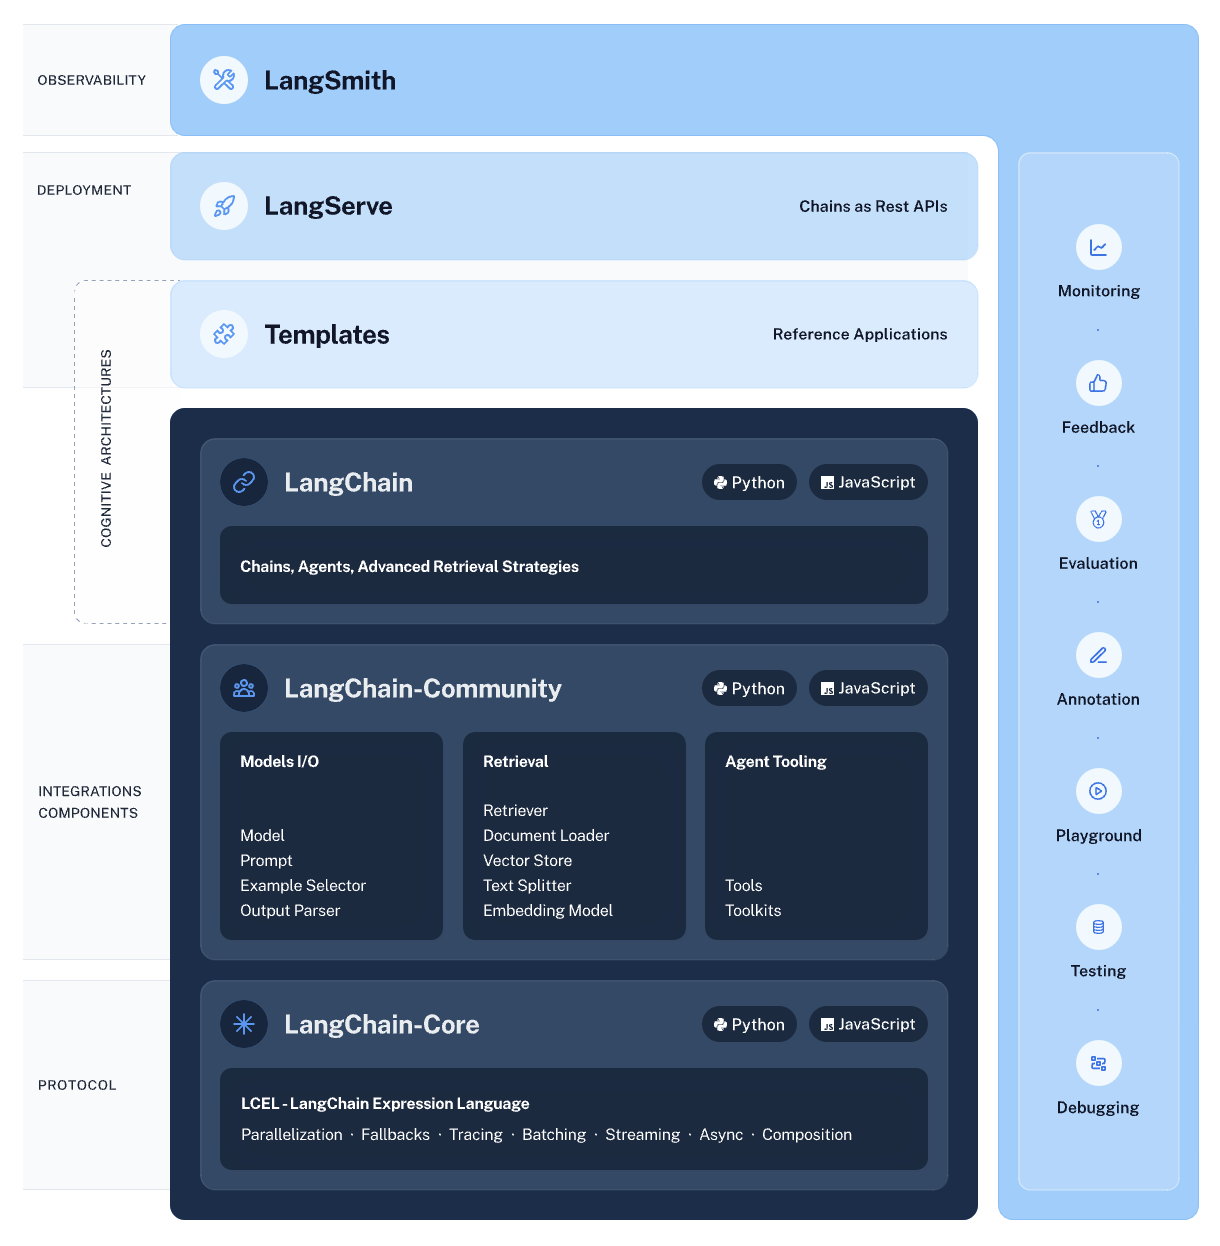 OBSERVABILITY
LangSmith
DEPLOYMENT
LangServe
Chains as Rest APIs
Templates
Reference Applications
COGNITIVE ARCHITECTURES
LangChain
Python
JavaScript
Chains, Agents, Advanced Retrieval Strategies
INTEGRATIONS
COMPONENTS
LangChain-Community
Python
JavaScript
Models I/O
Model
Prompt
Example Selector
Output Parser
Retrieval
Retriever
Document Loader
Vector Store
Text Splitter
Embedding Model
Agent Tooling
Tools
Toolkits
PROTOCOL
LangChain-Core
Python
JavaScript
LCEL - LangChain Expression Language
Parallelization · Fallbacks · Tracing · Batching · Streaming · Async · Composition
Monitoring
Feedback
Evaluation
Annotation
Playground
Testing
Debugging